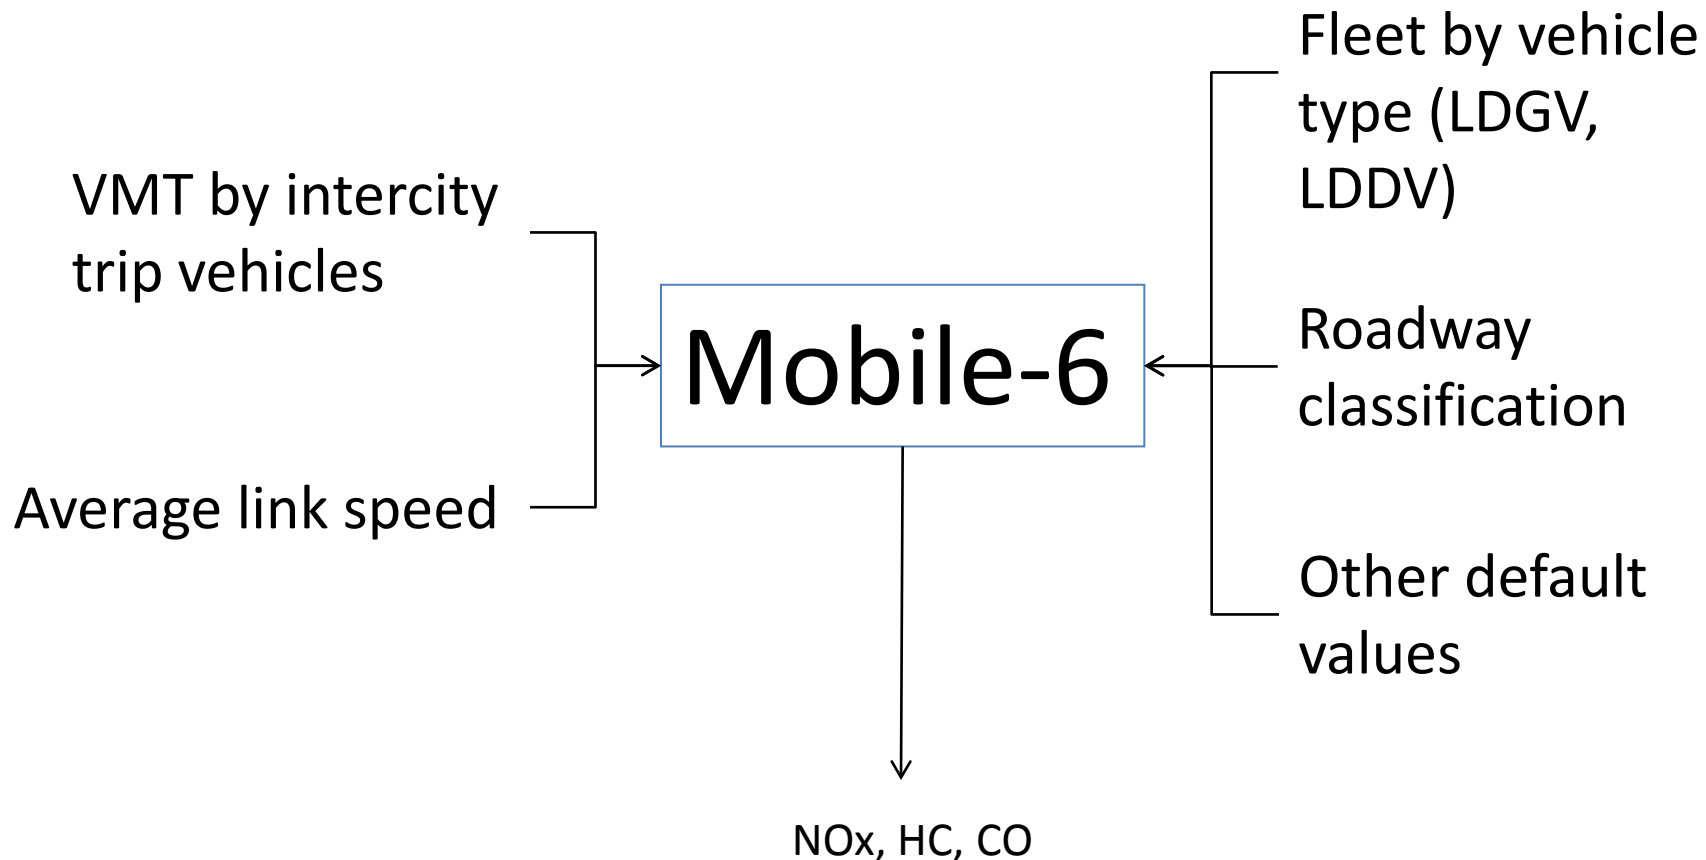 VMT by intercity
trip vehicles
Average link speed
Mobile-6
Fleet by vehicle
type (LDGV,
LDDV)
Roadway
classification
Other default
values
NOx, HC, CO